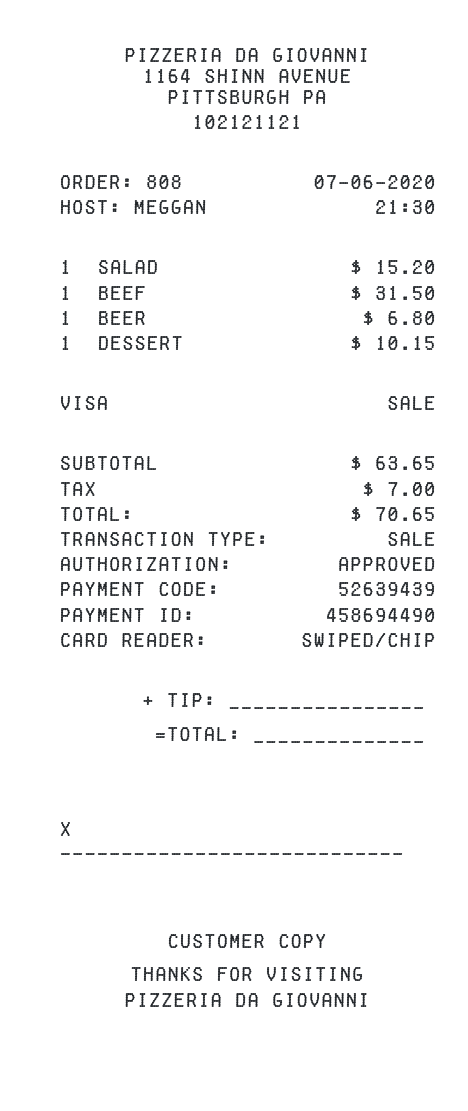 PIZZERIA DA GIOVANNI
1164 SHINN AVENUE
PITTSBURGH PA
102121121
ORDER: 808 07-06-2020
HOST: MEGGAN 21:30
1 SALAD $ 15.20
1 BEEF $ 31.50
1 BEER $ 6.80
1 DESSERT $ 10.15
VISA SALE
SUBTOTAL $ 63.65
TAX $ 7.00
TOTAL: $ 70.65
TRANSACTION TYPE: SALE
AUTHORIZATION: APPROVED
PAYMENT CODE: 52639439
PAYMENT ID: 458694490
CARD READER: SWIPED/CHIP
+ TIP: ________________
=TOTAL: ______________
X
____________________________
CUSTOMER COPY
THANKS FOR VISITING
PIZZERIA DA GIOVANNI